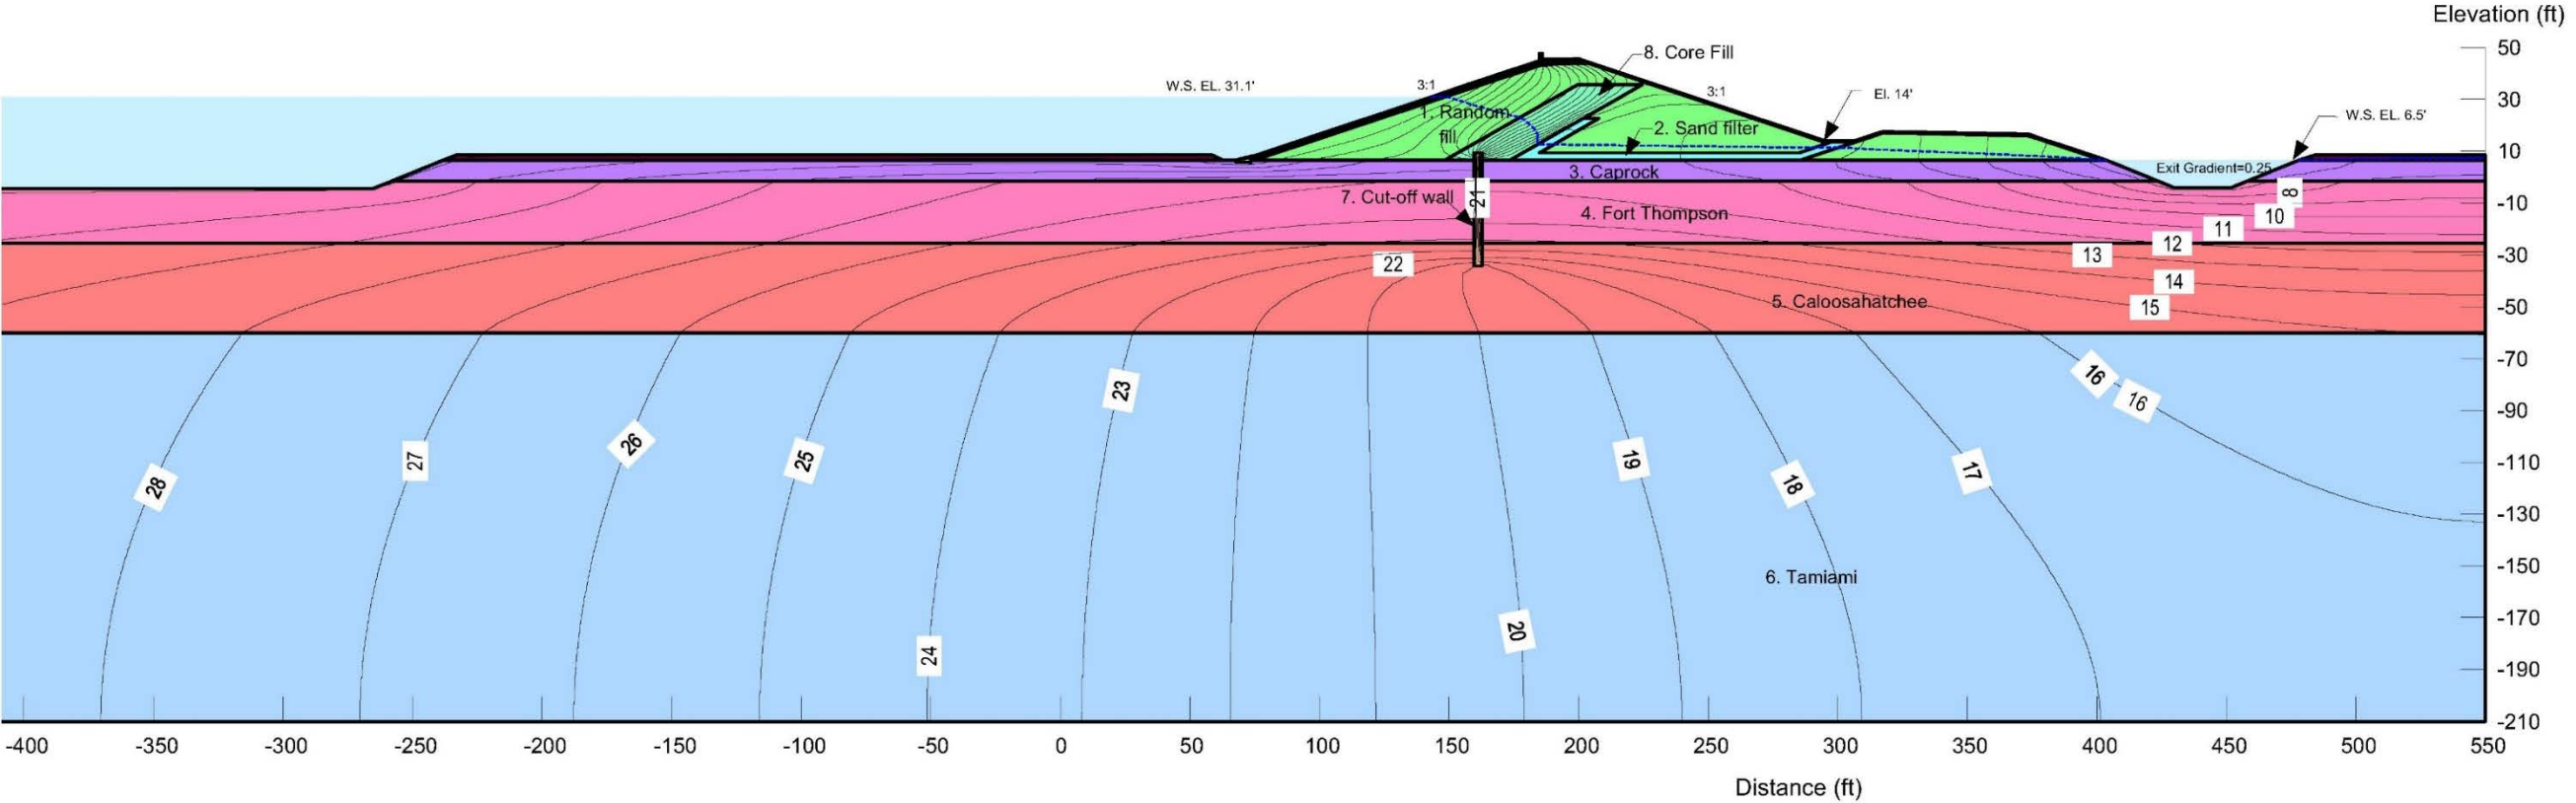 Elevation (ft)
50
8. Core Fill
W.S. EL. 31.1'
3:1
3:1
El. 14'
30
W.S. EL. 6.5'
1. Random
fill
2. Sand filter
10
3. Caprock
Exit Gradient=0.25
7. Cut-off wall
21
4. Fort Thompson
8
-10
10
11
12
13
-30
22
14
5. Caloosahatchee
15
-50
-70
16
16
23
-90
28
27
26
25
19
18
17
-110
-130
-150
6. Tamiami
20
-170
24
-190
-210
-400 -350 -300 -250 -200 -150 -100 -50 0 50 100 150 200 250 300 350 400 450 500 550
Distance (ft)